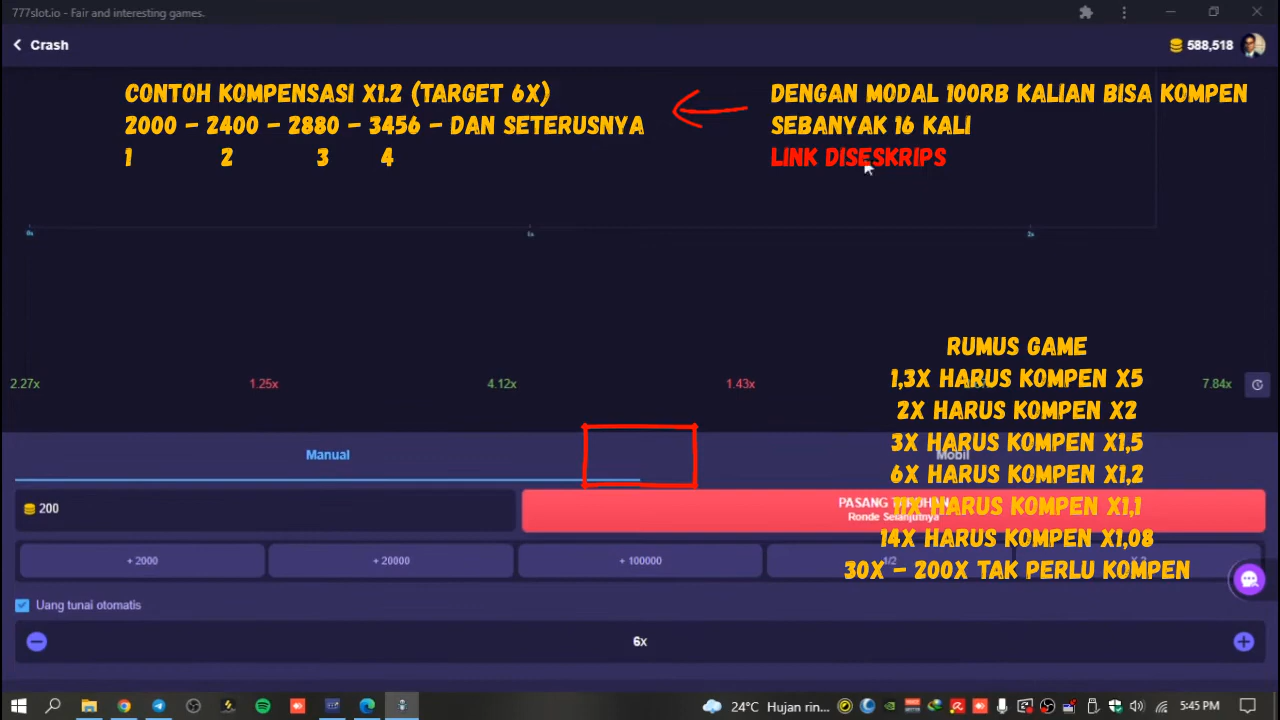 777slot.io - Fair and interesting games.
Crash
588,518
CONTOH KOMPENSASI X1.2 (TARGET 6X)
2000 - 2400 - 2880 - 3456 - DAN SETERUSNYA
1 2 3 4
DENGAN MODAL 100RB KALIAN BISA KOMPEN
SEBANYAK 16 KALI
LINK DISESKRIPS
0s 6s
2.27x 1.25x 4.12x 1.43x 7.84x
RUMUS GAME
1,3X HARUS KOMPEN X5
2X HARUS KOMPEN X2
3X HARUS KOMPEN X1,5
6X HARUS KOMPEN X1,2
11X HARUS KOMPEN X1,1
14X HARUS KOMPEN X1,08
30X - 200X TAK PERLU KOMPEN
Manual Mobil
200
PASANG TARUHAN
Ronde Selanjutnya
+ 2000 + 20000 + 100000 1/2 X 2
Uang tunai otomatis
6x
24°C Hujan rin... 5:45 PM